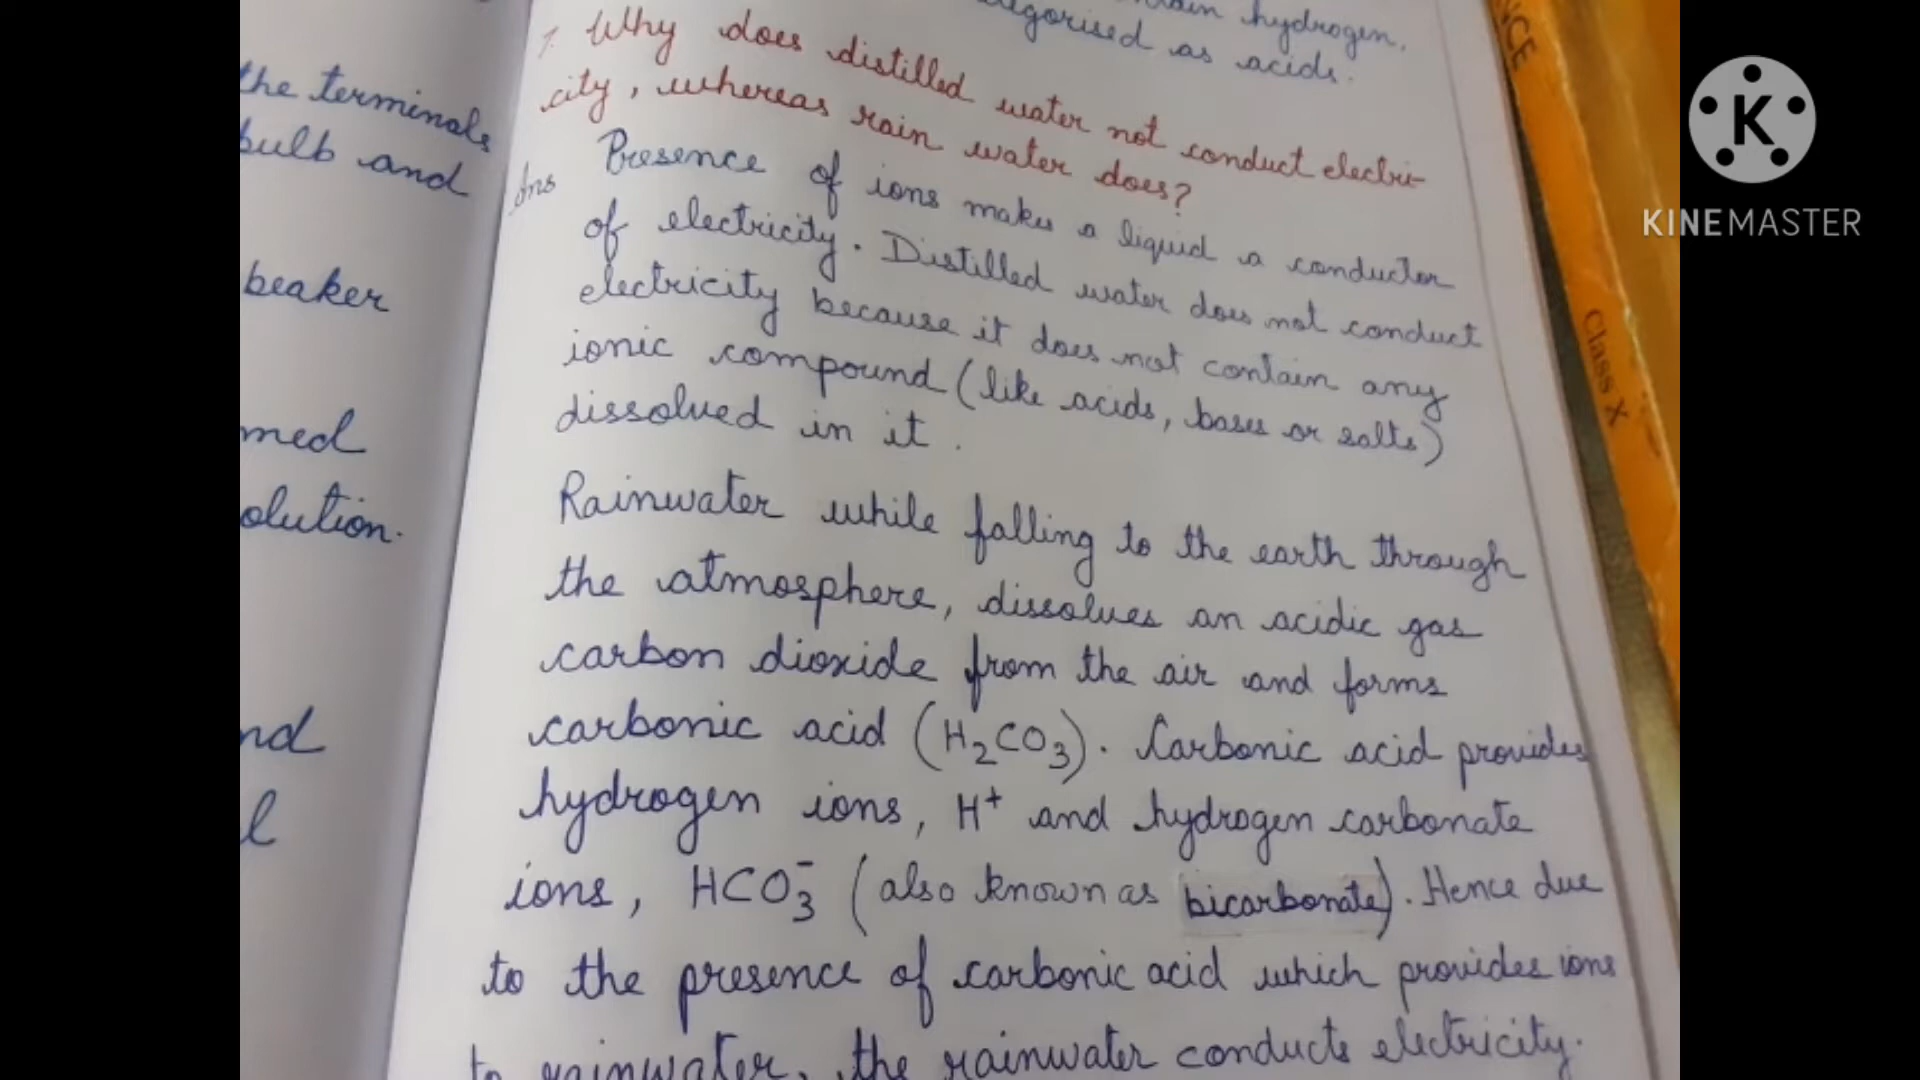 the terminals
bulb and
beaker
med
olution.
nd
l
hydrogen,
categorised as acids.
7. Why does distilled water not conduct electri-
city, whereas rain water does?
Ans Presence of ions makes a liquid a conductor
of electricity. Distilled water does not conduct
electricity because it does not contain any
ionic compound (like acids, bases or salts)
dissolved in it.
Rainwater while falling to the earth through
the atmosphere, dissolves an acidic gas
carbon dioxide from the air and forms
carbonic acid (H₂CO₃). Carbonic acid provides
hydrogen ions, H⁺ and hydrogen carbonate
ions, HCO₃⁻ (also known as bicarbonate). Hence due
to the presence of carbonic acid which provides ions
to rainwater, the rainwater conducts electricity.
NCE
Class X
K
KINEMASTER